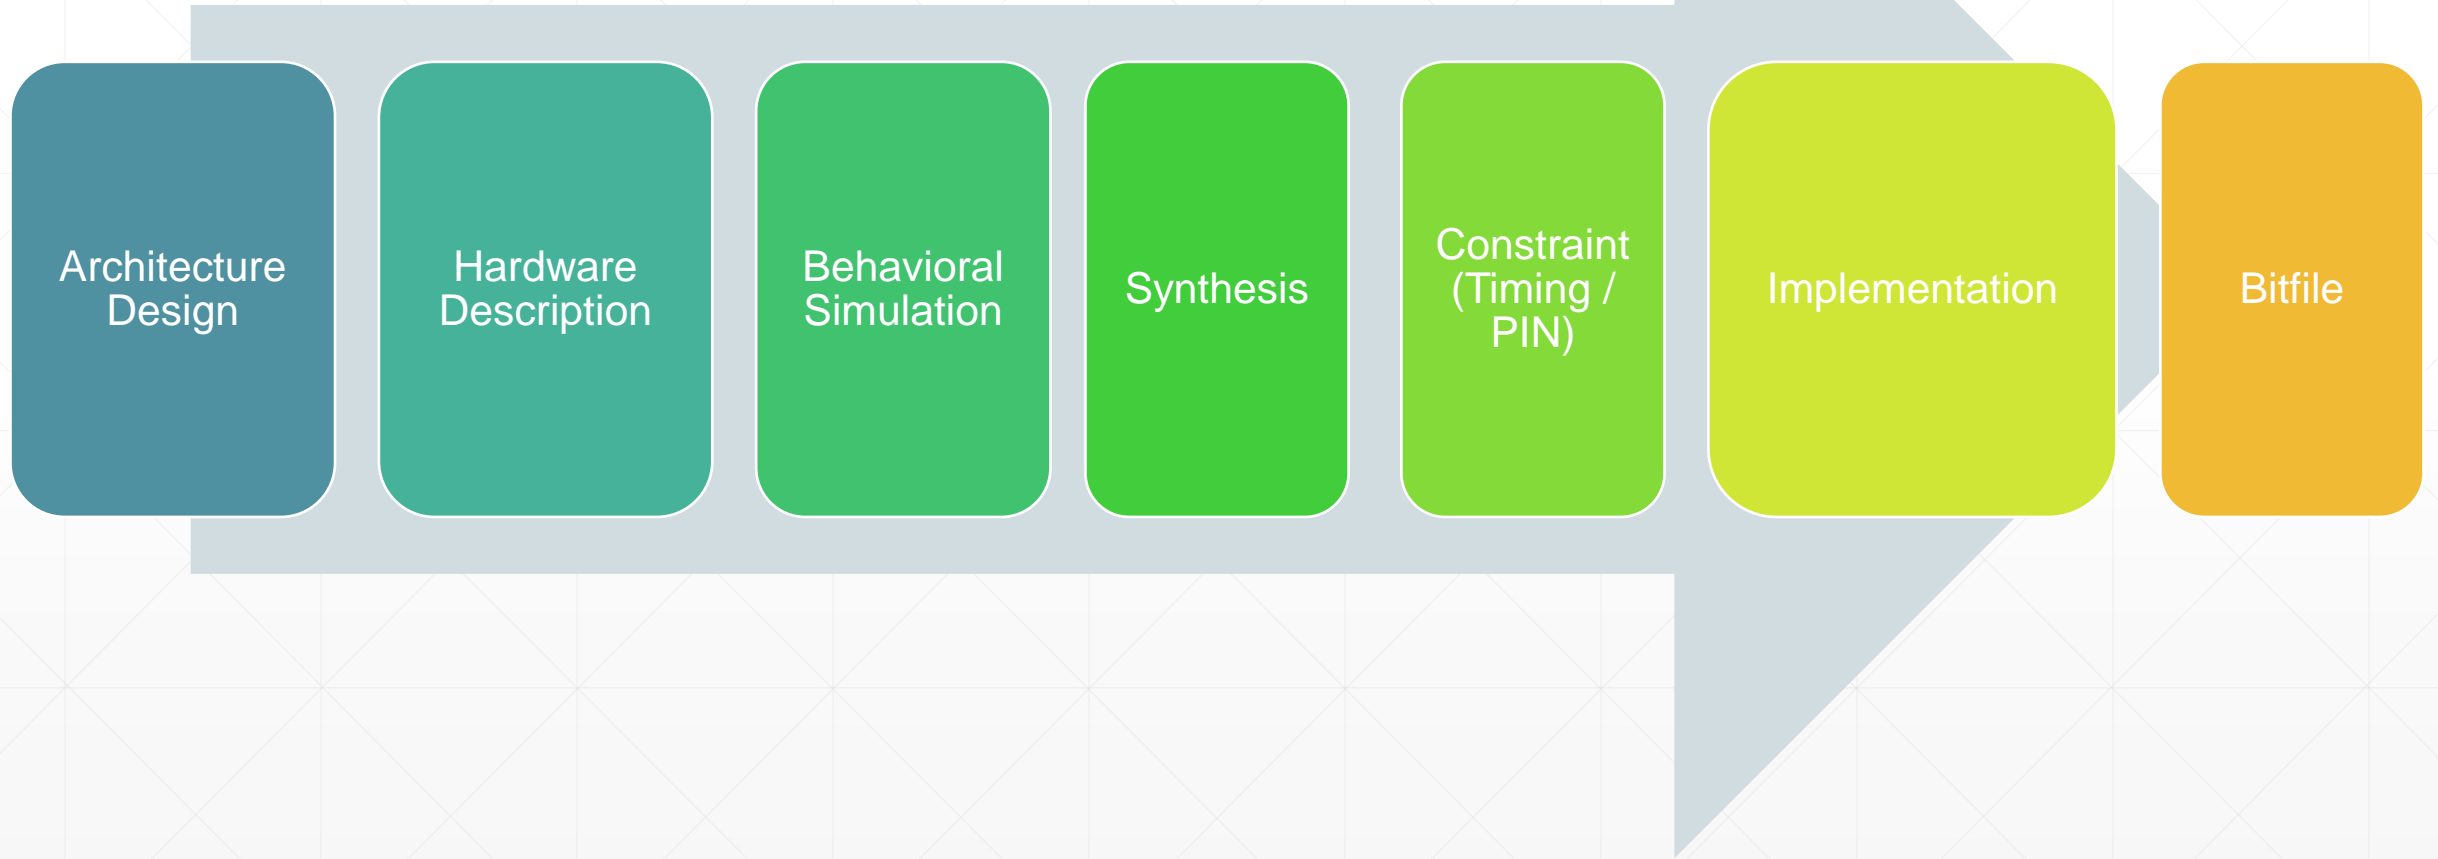 Architecture
Design
Hardware
Description
Behavioral
Simulation
Synthesis
Constraint
(Timing /
PIN)
Implementation
Bitfile